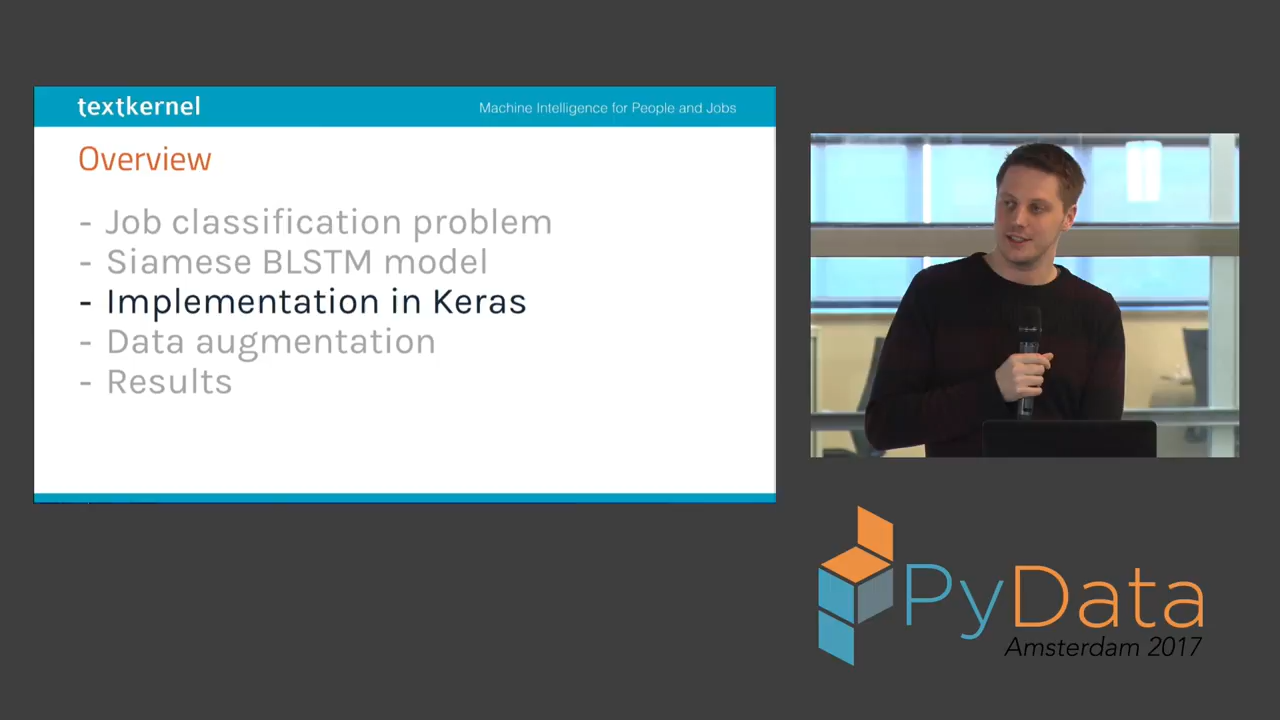 textkernel
Machine Intelligence for People and Jobs
Overview
- Job classification problem
- Siamese BLSTM model
- Implementation in Keras
- Data augmentation
- Results
PyData
Amsterdam 2017